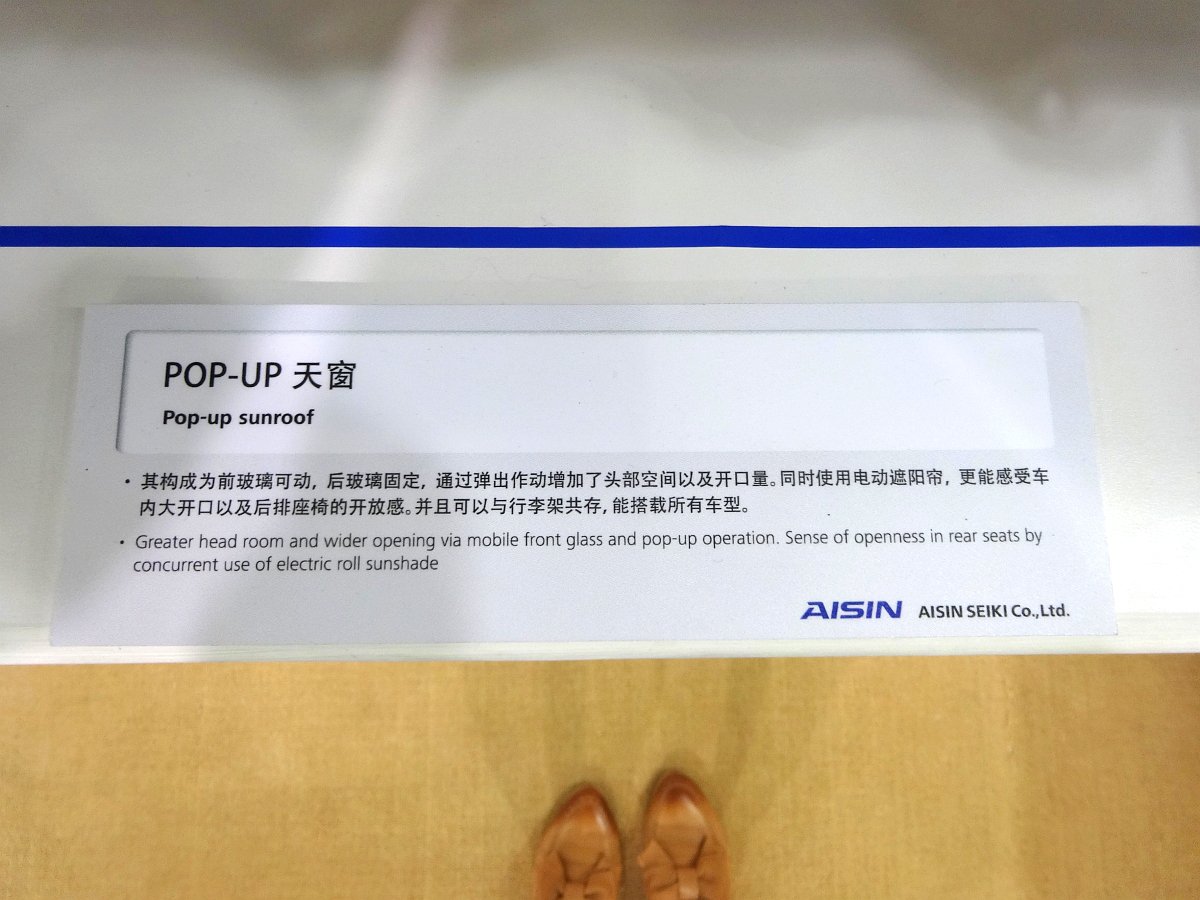 POP-UP 天窗
Pop-up sunroof
• 其构成为前玻璃可动，后玻璃固定，通过弹出作动增加了头部空间以及开口量。同时使用电动遮阳帘，更能感受车
内大开口以及后排座椅的开放感。并且可以与行李架共存，能搭载所有车型。
• Greater head room and wider opening via mobile front glass and pop-up operation. Sense of openness in rear seats by
concurrent use of electric roll sunshade
AISIN AISIN SEIKI Co.,Ltd.